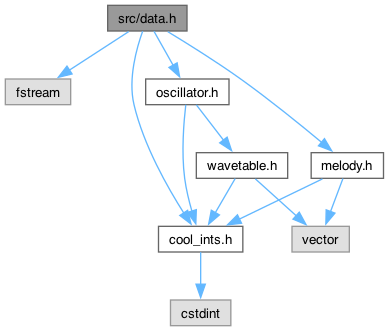 src/data.h
fstream
oscillator.h
wavetable.h
melody.h
cool_ints.h
vector
cstdint